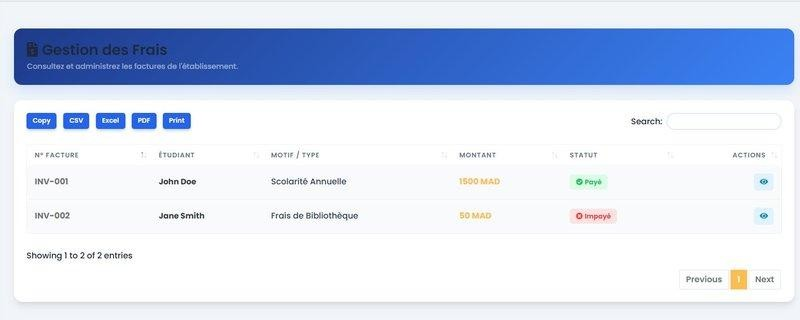 Gestion des Frais
Consultez et administrez les factures de l'établissement.
Copy CSV Excel PDF Print Search:
N° FACTURE ÉTUDIANT MOTIF / TYPE MONTANT STATUT ACTIONS
INV-001 John Doe Scolarité Annuelle 1500 MAD Payé
INV-002 Jane Smith Frais de Bibliothèque 50 MAD Impayé
Showing 1 to 2 of 2 entries
Previous 1 Next